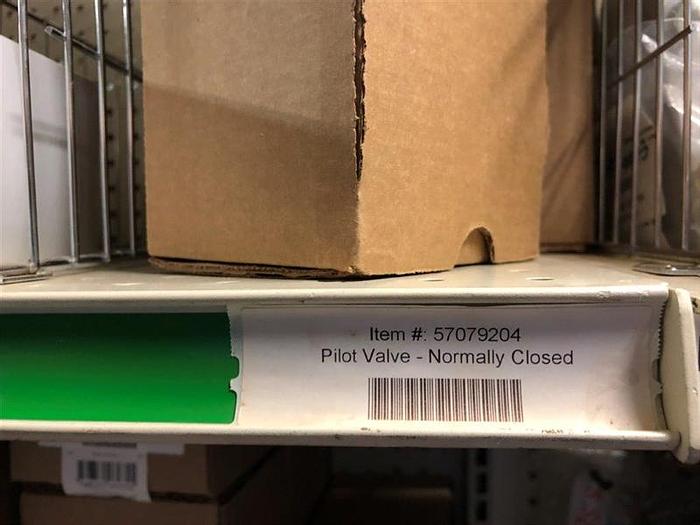 Item #: 57079204
Pilot Valve - Normally Closed